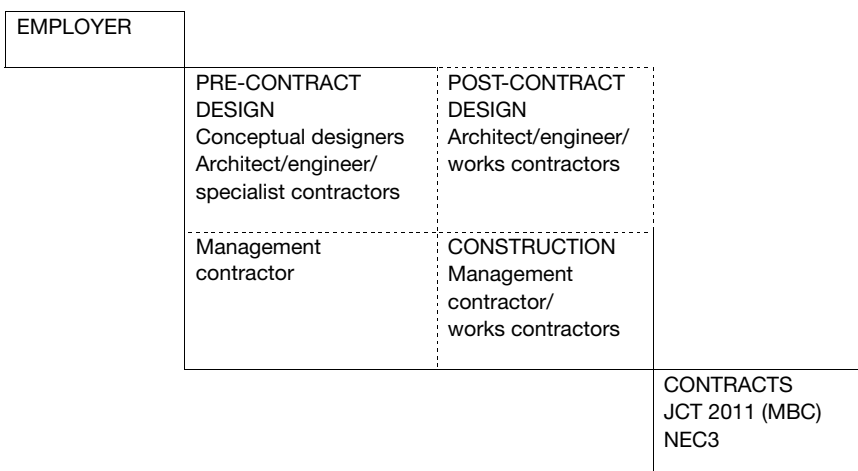 EMPLOYER
PRE-CONTRACT
DESIGN
Conceptual designers
Architect/engineer/
specialist contractors
POST-CONTRACT
DESIGN
Architect/engineer/
works contractors
Management
contractor
CONSTRUCTION
Management
contractor/
works contractors
CONTRACTS
JCT 2011 (MBC)
NEC3